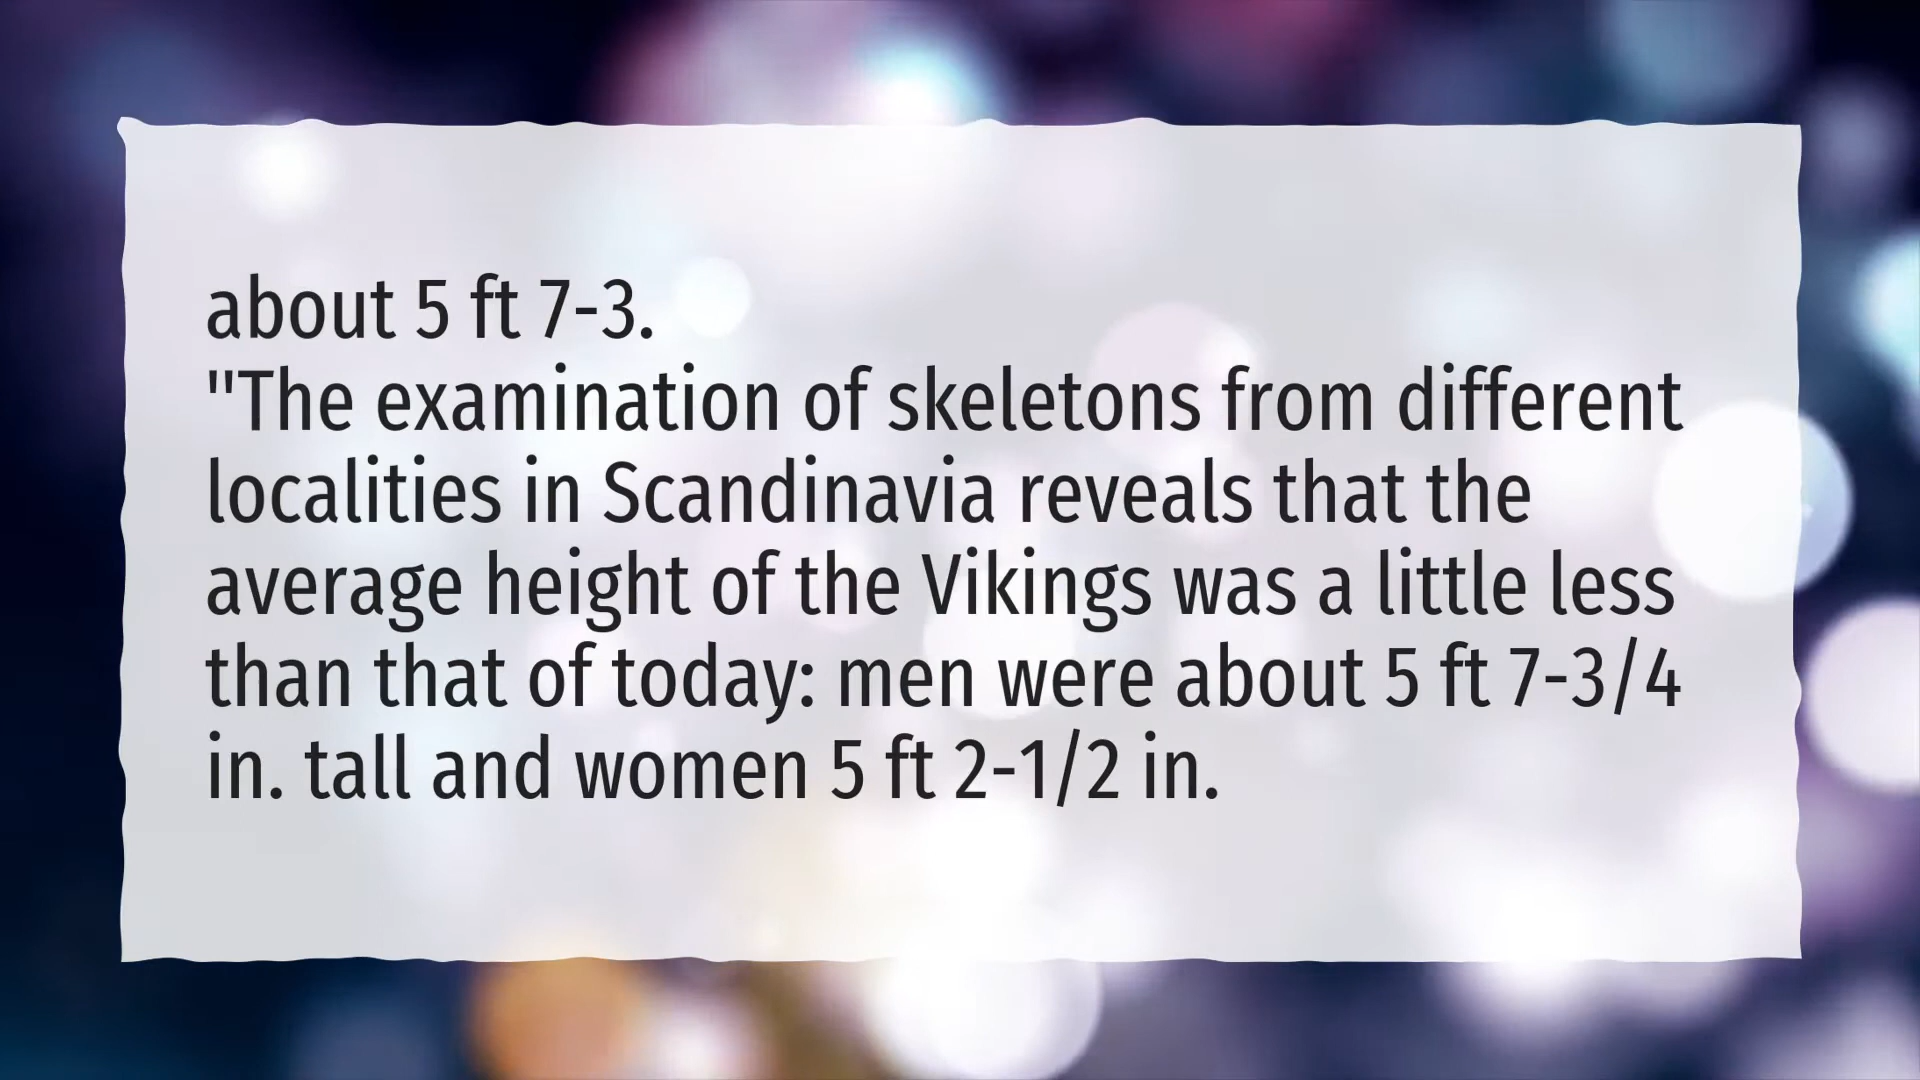 about 5 ft 7-3.
"The examination of skeletons from different
localities in Scandinavia reveals that the
average height of the Vikings was a little less
than that of today: men were about 5 ft 7-3/4
in. tall and women 5 ft 2-1/2 in.